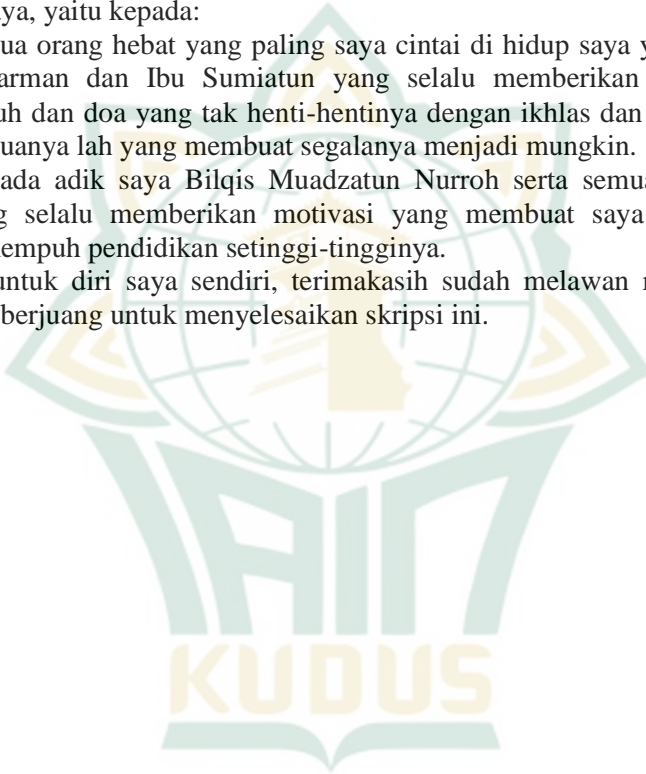 aya, yaitu kepada:
ua orang hebat yang paling saya cintai di hidup saya y
arman dan Ibu Sumiatun yang selalu memberikan
uh dan doa yang tak henti-hentinya dengan ikhlas dan
uanya lah yang membuat segalanya menjadi mungkin.
ada adik saya Bilqis Muadzatun Nurroh serta semua
g selalu memberikan motivasi yang membuat saya
empuh pendidikan setinggi-tingginya.
untuk diri saya sendiri, terimakasih sudah melawan r
berjuang untuk menyelesaikan skripsi ini.
IAIN
KUDUS